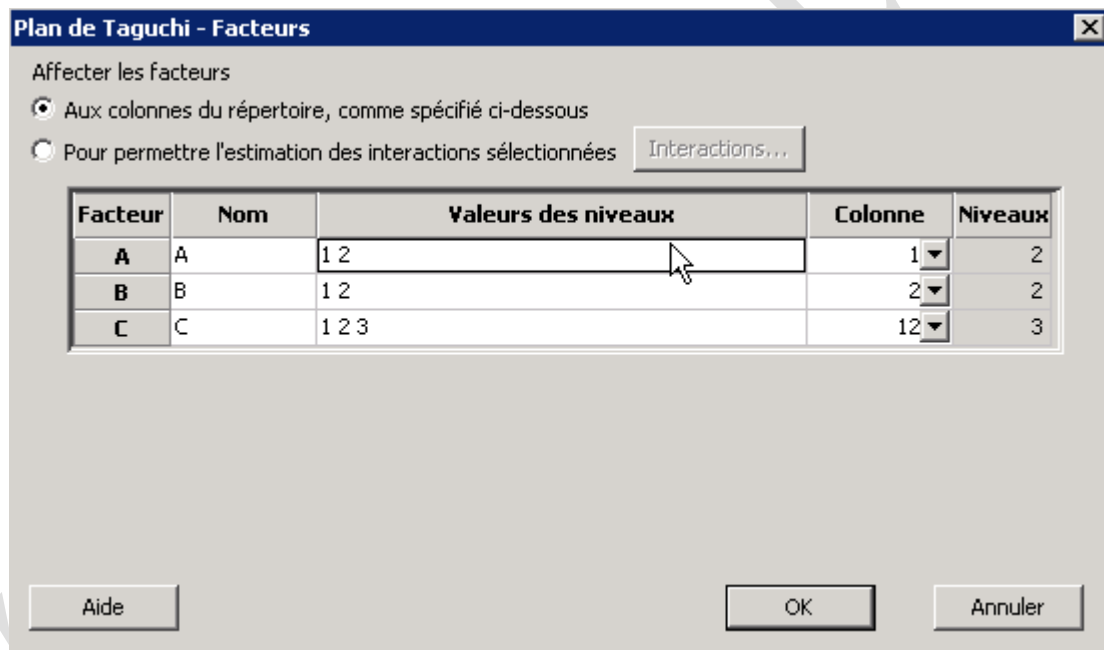 Plan de Taguchi - Facteurs
Affecter les facteurs
Aux colonnes du répertoire, comme spécifié ci-dessous
Pour permettre l'estimation des interactions sélectionnées Interactions...
Facteur Nom Valeurs des niveaux Colonne Niveaux
A A 1 2 1 2
B B 1 2 2 2
C C 1 2 3 12 3
Aide OK Annuler